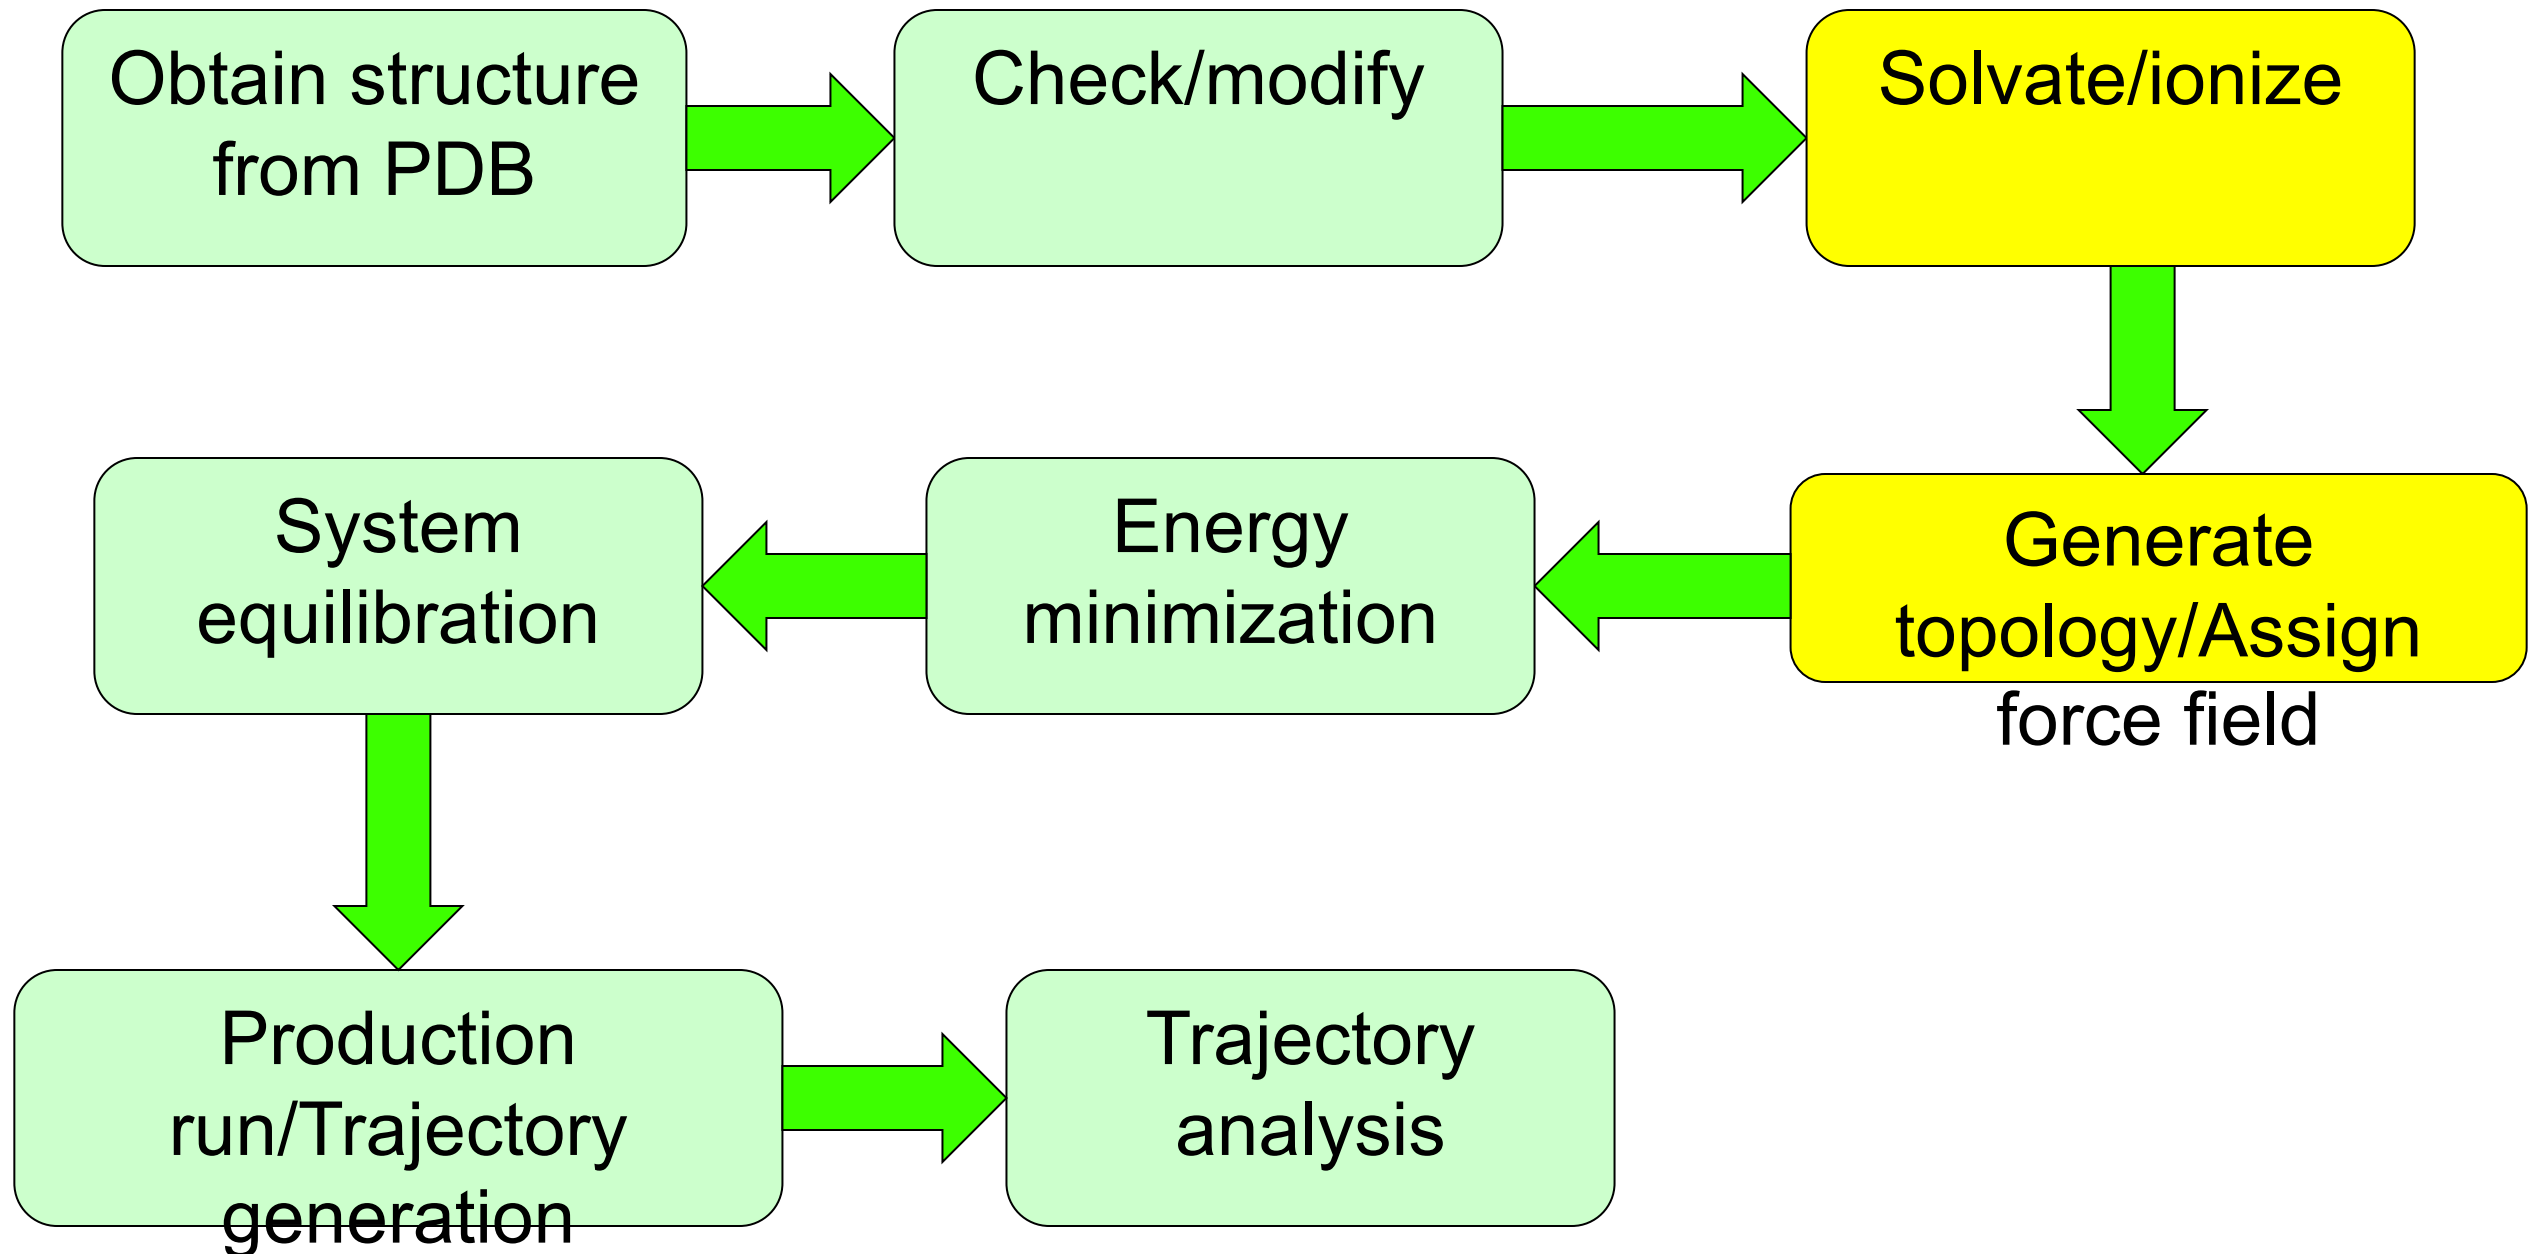 Obtain structure
from PDB
Check/modify
Solvate/ionize
Generate
topology/Assign
force field
Energy
minimization
System
equilibration
Production
run/Trajectory
generation
Trajectory
analysis